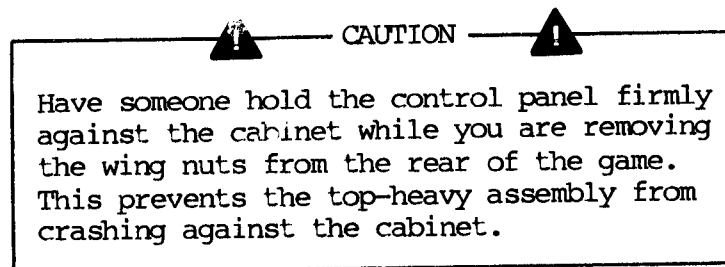 CAUTION
Have someone hold the control panel firmly
against the cabinet while you are removing
the wing nuts from the rear of the game.
This prevents the top-heavy assembly from
crashing against the cabinet.